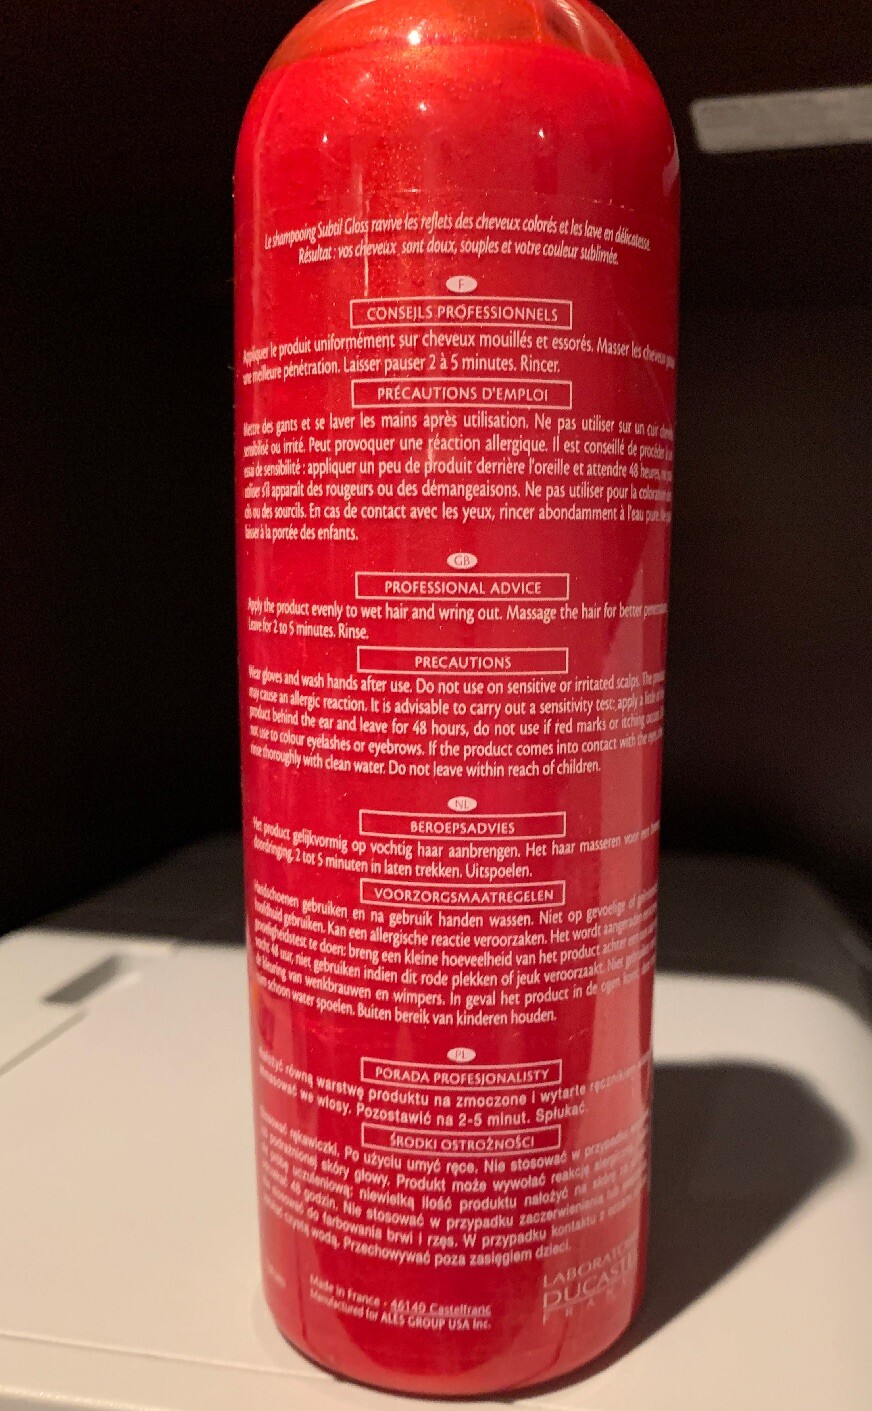 Le shampooing Subtil Gloss ravive les reflets des cheveux colorés et les lave en délicatesse.
Résultat : vos cheveux sont doux, souples et votre couleur sublimée.
F
CONSEILS PROFESSIONNELS
Appliquer le produit uniformément sur cheveux mouillés et essorés. Masser les cheveux pour
une meilleure pénétration. Laisser pauser 2 à 5 minutes. Rincer.
PRÉCAUTIONS D'EMPLOI
Mettre des gants et se laver les mains après utilisation. Ne pas utiliser sur un cuir
sensibilisé ou irrité. Peut provoquer une réaction allergique. Il est conseillé de procéder
essai de sensibilité : appliquer un peu de produit derrière l'oreille et attendre 48 heures,
utiliser s'il apparaît des rougeurs ou des démangeaisons. Ne pas utiliser pour la coloration
cils ou des sourcils. En cas de contact avec les yeux, rincer abondamment à l'eau pure. Ne
laisser à la portée des enfants.
GB
PROFESSIONAL ADVICE
Apply the product evenly to wet hair and wring out. Massage the hair for better
Leave for 2 to 5 minutes. Rinse.
PRECAUTIONS
Wear gloves and wash hands after use. Do not use on sensitive or irritated scalps. The
may cause an allergic reaction. It is advisable to carry out a sensitivity test: apply a
product behind the ear and leave for 48 hours, do not use if red marks or itching
not use to colour eyelashes or eyebrows. If the product comes into contact with the eyes,
rinse thoroughly with clean water. Do not leave within reach of children.
NL
BEROEPSADVIES
Het product gelijkvormig op vochtig haar aanbrengen. Het haar masseren voor een
doordringing. 2 tot 5 minuten in laten trekken. Uitspoelen.
VOORZORGSMAATREGELEN
Handschoenen gebruiken en na gebruik handen wassen. Niet op gevoelige of
hoofdhuid gebruiken. Kan een allergische reactie veroorzaken. Het wordt aangeraden
gevoeligheidstest te doen: breng een kleine hoeveelheid van het product achter
48 uur, niet gebruiken indien dit rode plekken of jeuk veroorzaakt. Niet
kleuring van wenkbrauwen en wimpers. In geval het product in de ogen
schoon water spoelen. Buiten bereik van kinderen houden.
PL
PORADA PROFESJONALISTY
Nałożyć równą warstwę produktu na zmoczone i wytarte ręcznikiem
we włosy. Pozostawić na 2-5 minut. Spłukać.
ŚRODKI OSTROŻNOŚCI
Stosować rękawiczki. Po użyciu umyć ręce. Nie stosować w przypadku
podrażnionej skóry głowy. Produkt może wywołać reakcję
uczuleniową: niewielką ilość produktu nałożyć na skórę
48 godzin. Nie stosować w przypadku zaczerwienienia lub
do farbowania brwi i rzęs. W przypadku kontaktu z
czystą wodą. Przechowywać poza zasięgiem dzieci.
Made in France - 46140 Castelfranc
Manufactured for ALES GROUP USA Inc.
DUCASTEL